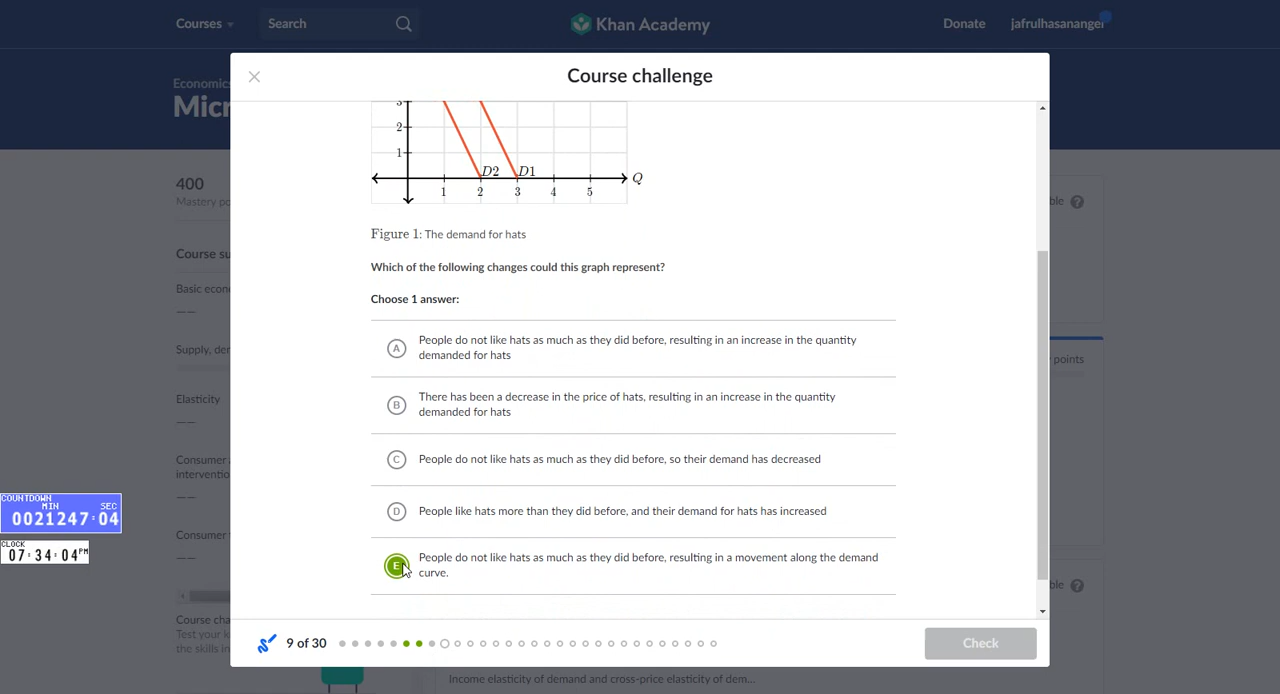 Courses
Search
Khan Academy
Donate
jafrulhasananger
Economics
Micr
Course challenge
400
Mastery po
Course su
Basic econ
——
Supply, der
Elasticity
——
Consumer a
interventio
——
Consumer t
——
Course cha
Test your k
the skills in
ble ?
points
ble ?
COUNTDOWN
MIN SEC
0021247:04
CLOCK
07:34:04PM
3
2
1
D2 D1
Q
1 2 3 4 5
Figure 1: The demand for hats
Which of the following changes could this graph represent?
Choose 1 answer:
A People do not like hats as much as they did before, resulting in an increase in the quantity
demanded for hats
B There has been a decrease in the price of hats, resulting in an increase in the quantity
demanded for hats
C People do not like hats as much as they did before, so their demand has decreased
D People like hats more than they did before, and their demand for hats has increased
E People do not like hats as much as they did before, resulting in a movement along the demand
curve.
9 of 30
Check
Income elasticity of demand and cross-price elasticity of dem...